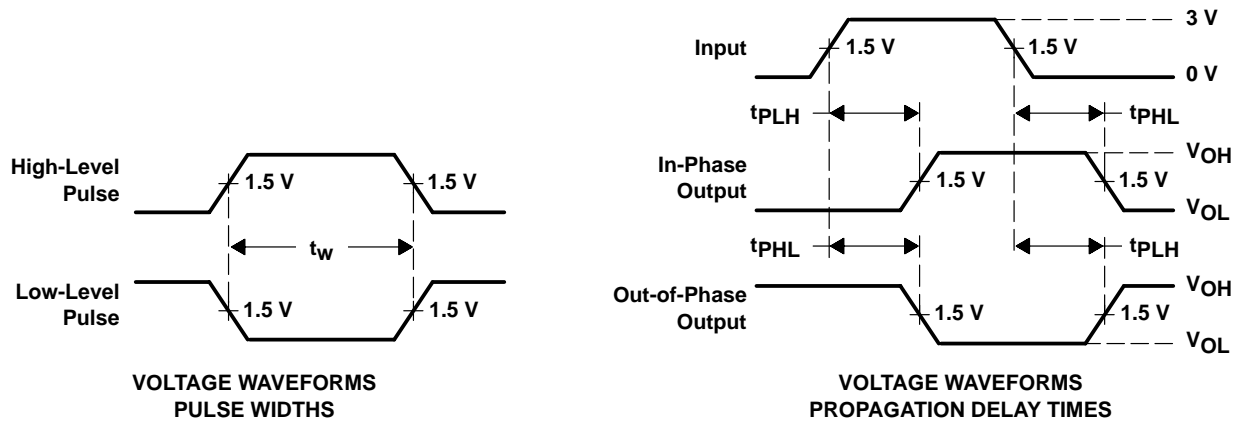 High-Level
Pulse
1.5 V
1.5 V
tw
Low-Level
Pulse
1.5 V
1.5 V
VOLTAGE WAVEFORMS
PULSE WIDTHS
Input
1.5 V
1.5 V
3 V
0 V
tPLH
tPHL
In-Phase
Output
1.5 V
1.5 V
VOH
VOL
tPHL
tPLH
Out-of-Phase
Output
1.5 V
1.5 V
VOH
VOL
VOLTAGE WAVEFORMS
PROPAGATION DELAY TIMES